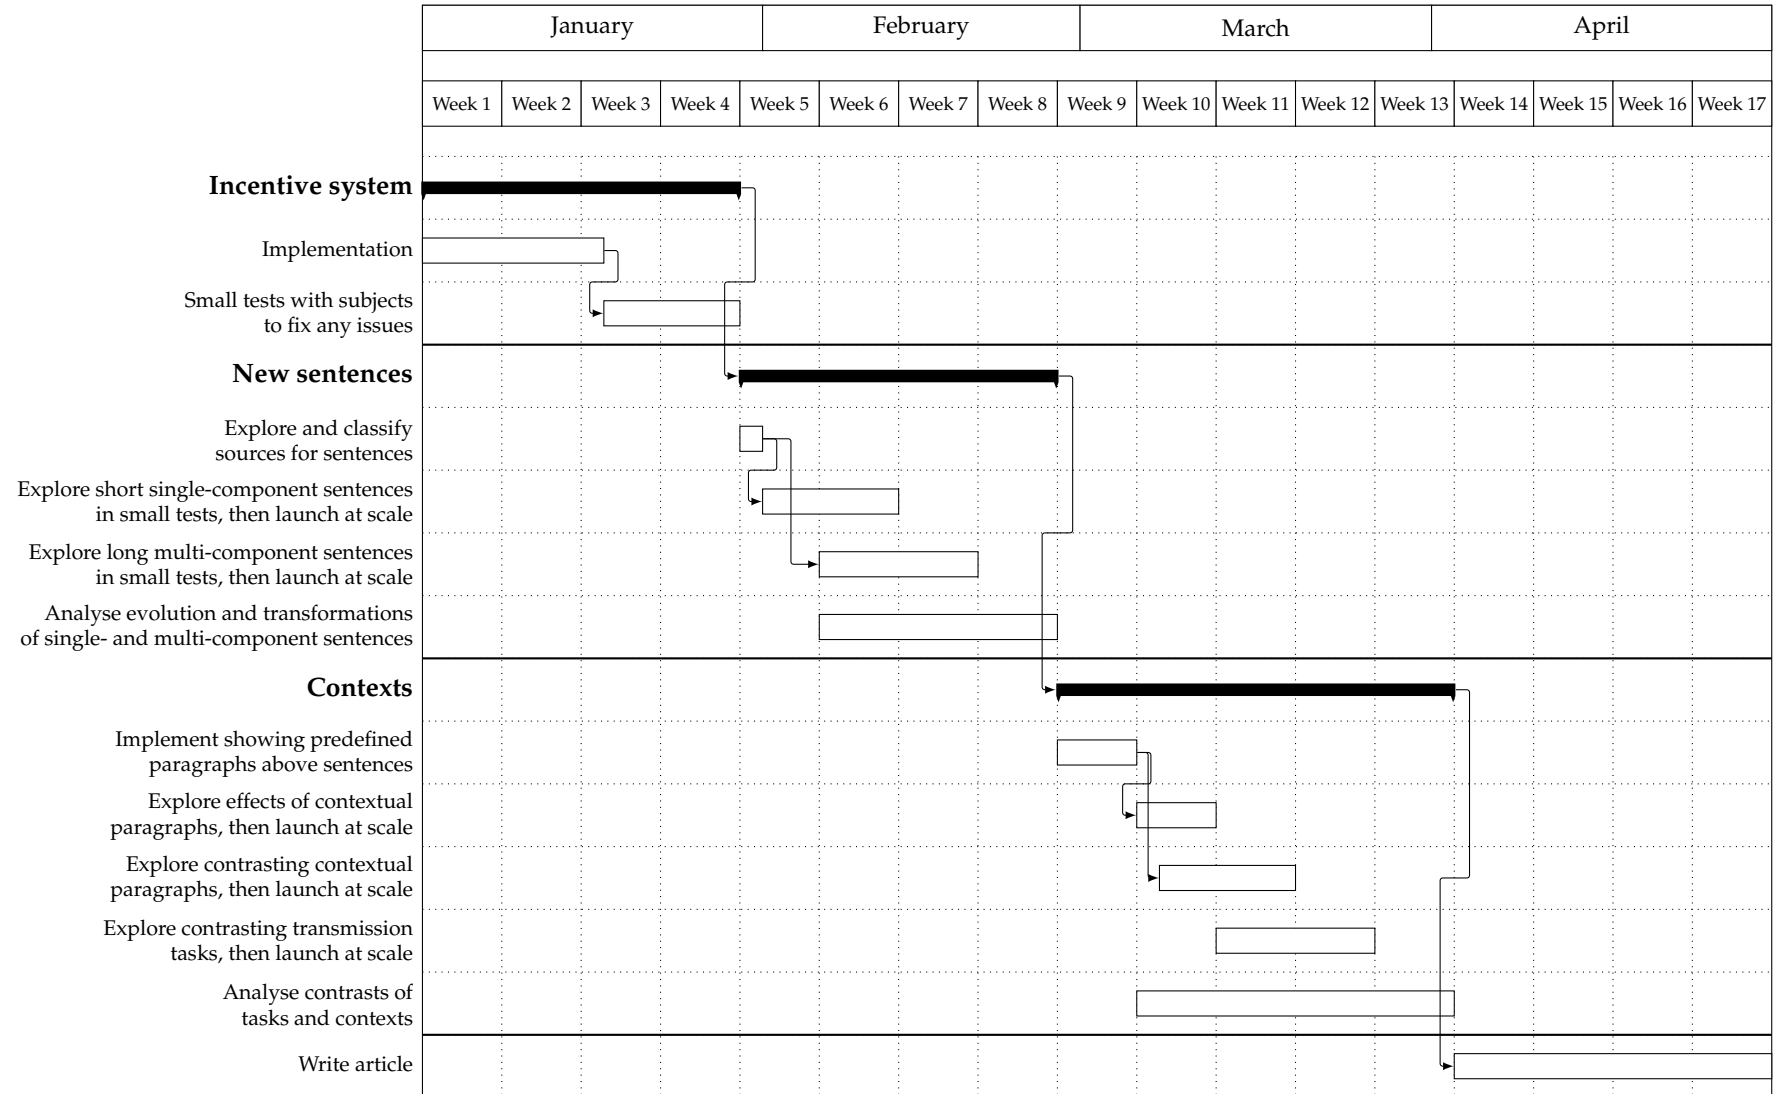 January February March April
Week 1 Week 2 Week 3 Week 4 Week 5 Week 6 Week 7 Week 8 Week 9 Week 10 Week 11 Week 12 Week 13 Week 14 Week 15 Week 16 Week 17
Incentive system
Implementation
Small tests with subjects
to fix any issues
New sentences
Explore and classify
sources for sentences
Explore short single-component sentences
in small tests, then launch at scale
Explore long multi-component sentences
in small tests, then launch at scale
Analyse evolution and transformations
of single- and multi-component sentences
Contexts
Implement showing predefined
paragraphs above sentences
Explore effects of contextual
paragraphs, then launch at scale
Explore contrasting contextual
paragraphs, then launch at scale
Explore contrasting transmission
tasks, then launch at scale
Analyse contrasts of
tasks and contexts
Write article